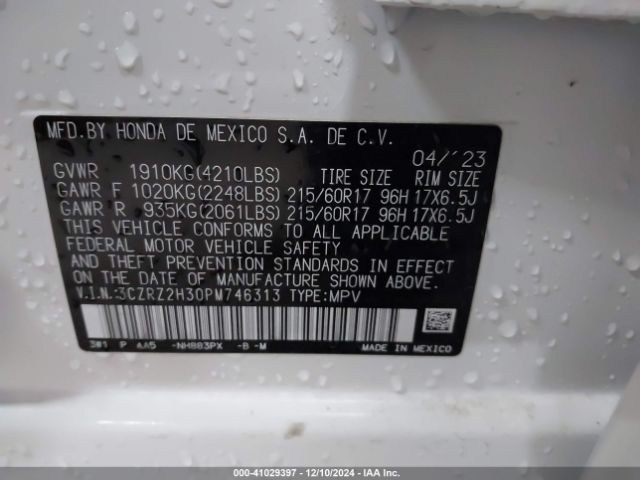 MFD.BY HONDA DE MEXICO S.A. DE C.V.
04/'23
GVWR 1910KG(4210LBS) TIRE SIZE RIM SIZE
GAWR F 1020KG(2248LBS) 215/60R17 96H 17X6.5J
GAWR R 935KG(2061LBS) 215/60R17 96H 17X6.5J
THIS VEHICLE CONFORMS TO ALL APPLICABLE
FEDERAL MOTOR VEHICLE SAFETY
AND THEFT PREVENTION STANDARDS IN EFFECT
ON THE DATE OF MANUFACTURE SHOWN ABOVE.
V.I.N.:3CZRZ2H30PM746313 TYPE:MPV
P AA5 -NH883PX -B -M MADE IN MEXICO
000-41029397 - 12/10/2024 - IAA Inc.